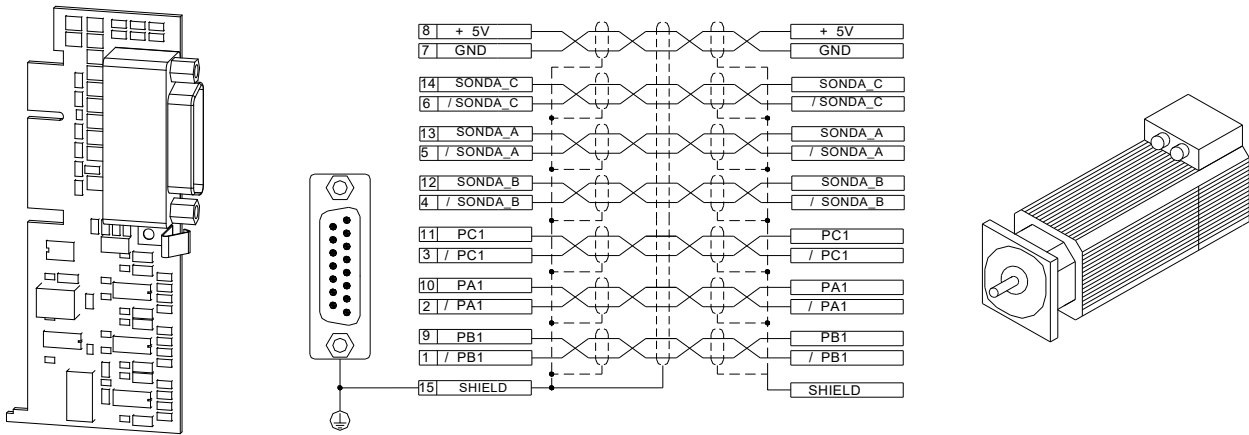 8 + 5V + 5V
7 GND GND
14 SONDA_C SONDA_C
6 / SONDA_C / SONDA_C
13 SONDA_A SONDA_A
5 / SONDA_A / SONDA_A
12 SONDA_B SONDA_B
4 / SONDA_B / SONDA_B
11 PC1 PC1
3 / PC1 / PC1
10 PA1 PA1
2 / PA1 / PA1
9 PB1 PB1
1 / PB1 / PB1
15 SHIELD SHIELD